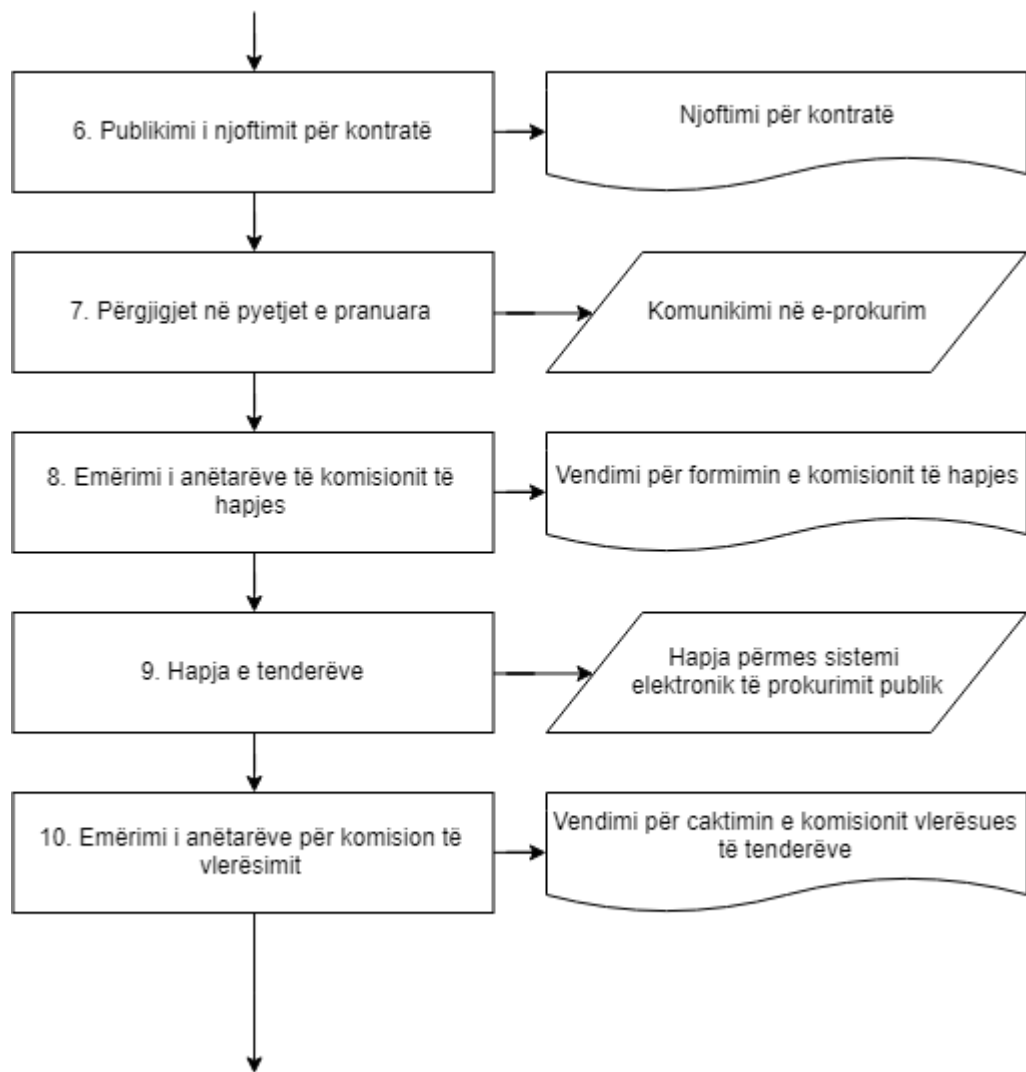 6. Publikimi i njoftimit për kontratë
Njoftimi për kontratë
7. Përgjigjet në pyetjet e pranuara
Komunikimi në e-prokurim
8. Emërimi i anëtarëve të komisionit të
hapjes
Vendimi për formimin e komisionit të hapjes
9. Hapja e tenderëve
Hapja përmes sistemi
elektronik të prokurimit publik
10. Emërimi i anëtarëve për komision të
vlerësimit
Vendimi për caktimin e komisionit vlerësues
të tenderëve